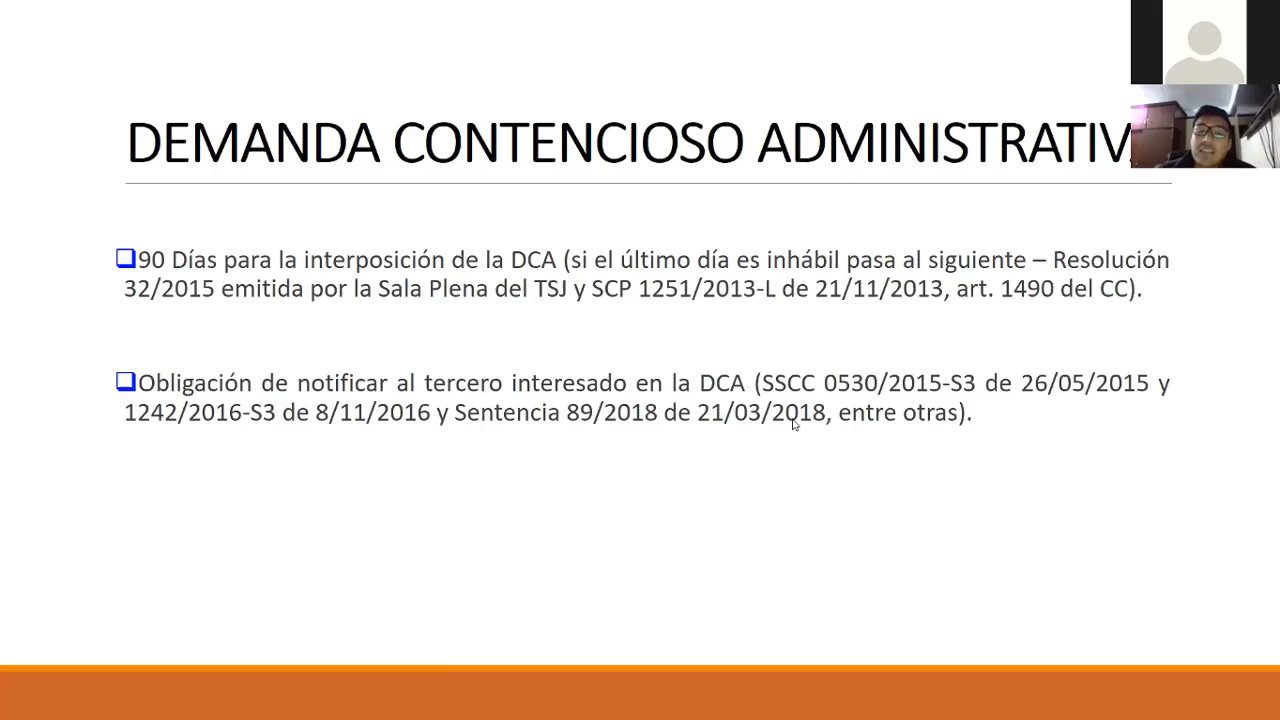 DEMANDA CONTENCIOSO ADMINISTRATIV
❑90 Días para la interposición de la DCA (si el último día es inhábil pasa al siguiente – Resolución
32/2015 emitida por la Sala Plena del TSJ y SCP 1251/2013-L de 21/11/2013, art. 1490 del CC).
❑Obligación de notificar al tercero interesado en la DCA (SSCC 0530/2015-S3 de 26/05/2015 y
1242/2016-S3 de 8/11/2016 y Sentencia 89/2018 de 21/03/2018, entre otras).